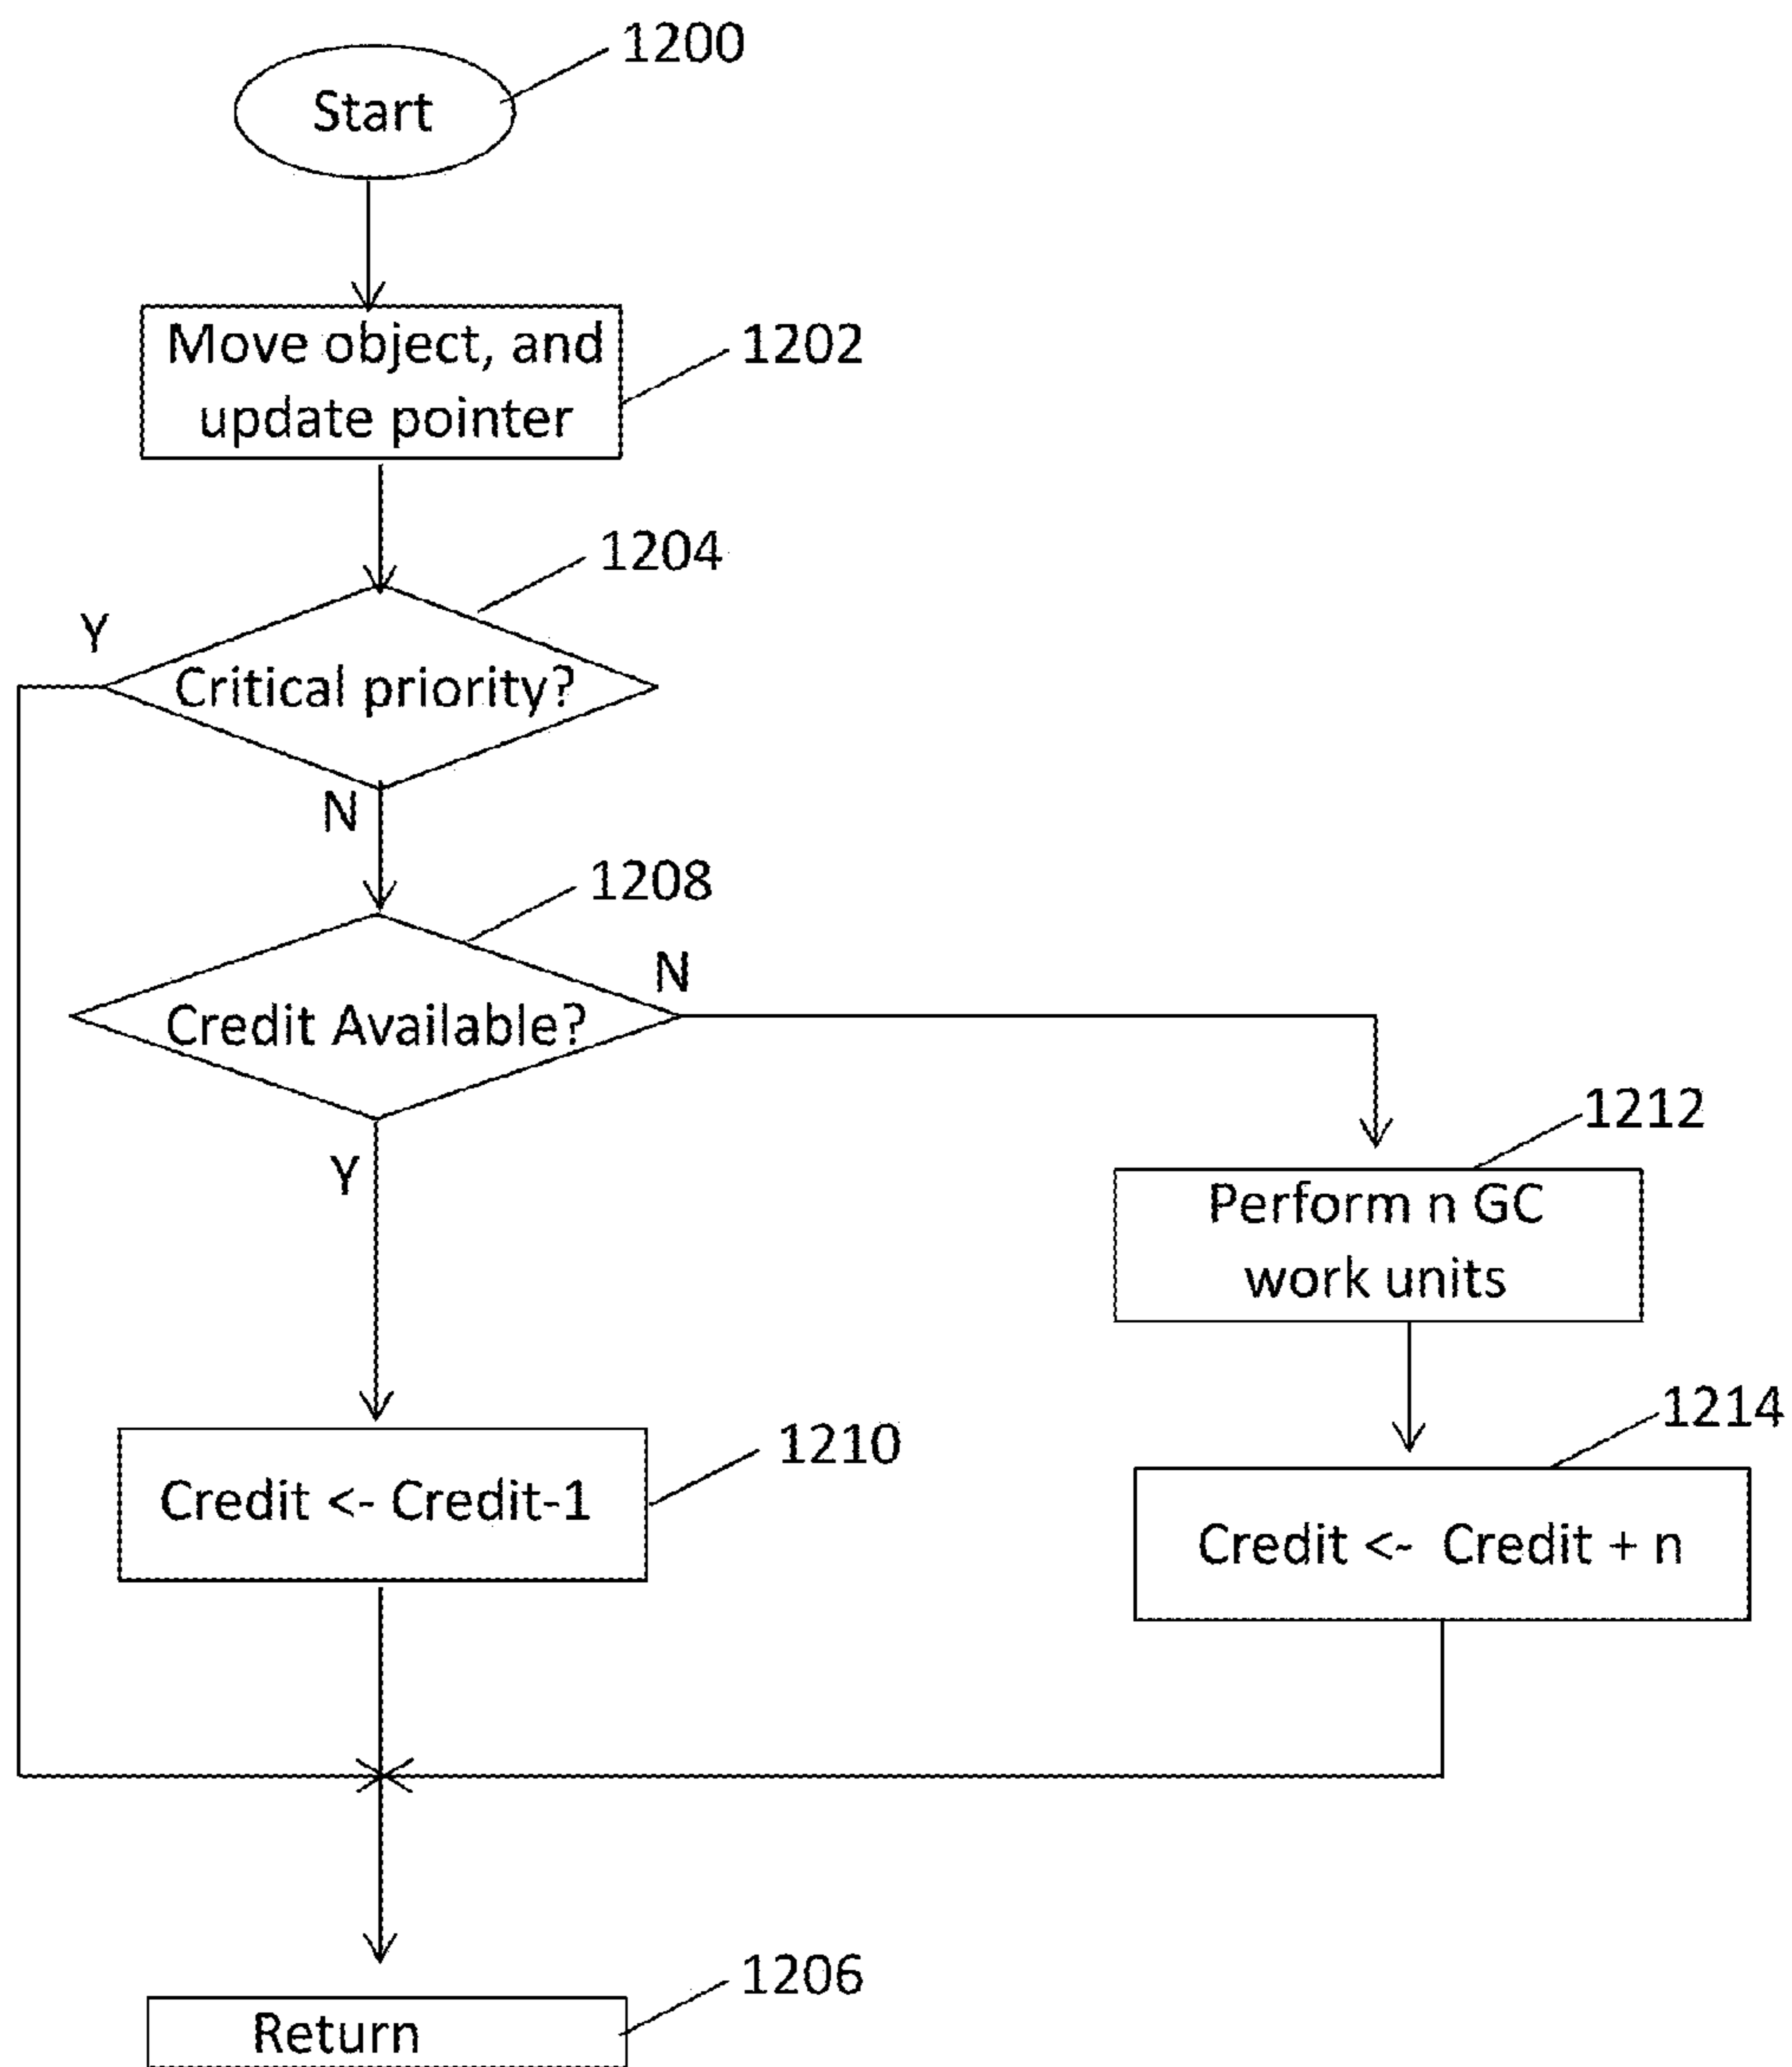 1200
Start
Move object, and
update pointer
1202
1204
Y
Critical priority?
N
1208
N
Credit Available?
Y
1212
Perform n GC
work units
1210
Credit <- Credit-1
1214
Credit <- Credit + n
1206
Return